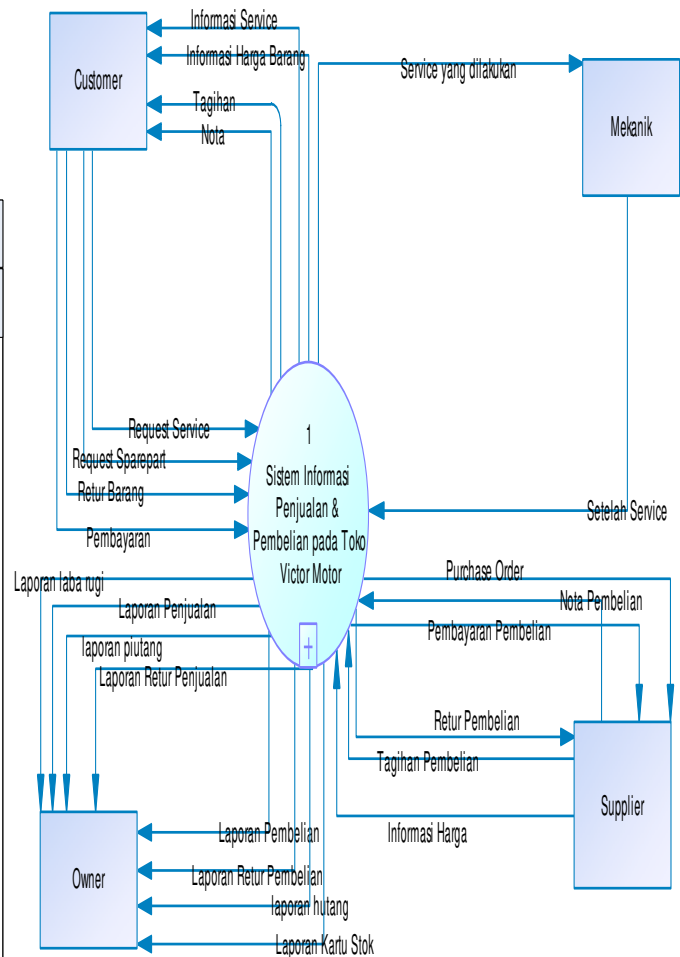 Informasi Service
Informasi Harga Barang
Customer
Service yang dilakukan
Tagihan
Nota
Mekanik
Request Service
Request Sparepart
Retur Barang
Pembayaran
1
Sistem Informasi
Penjualan &
Pembelian pada Toko
Victor Motor
+
Setelah Service
Laporan laba rugi
Laporan Penjualan
laporan piutang
Laporan Retur Penjualan
Purchase Order
Nota Pembelian
Pembayaran Pembelian
Retur Pembelian
Tagihan Pembelian
Informasi Harga
Supplier
Owner
Laporan Pembelian
Laporan Retur Pembelian
laporan hutang
Laporan Kartu Stok